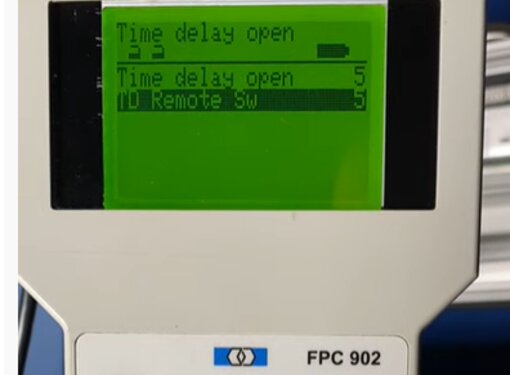 Time delay open
Time delay open 5
TD Remote Sw 5
FPC 902